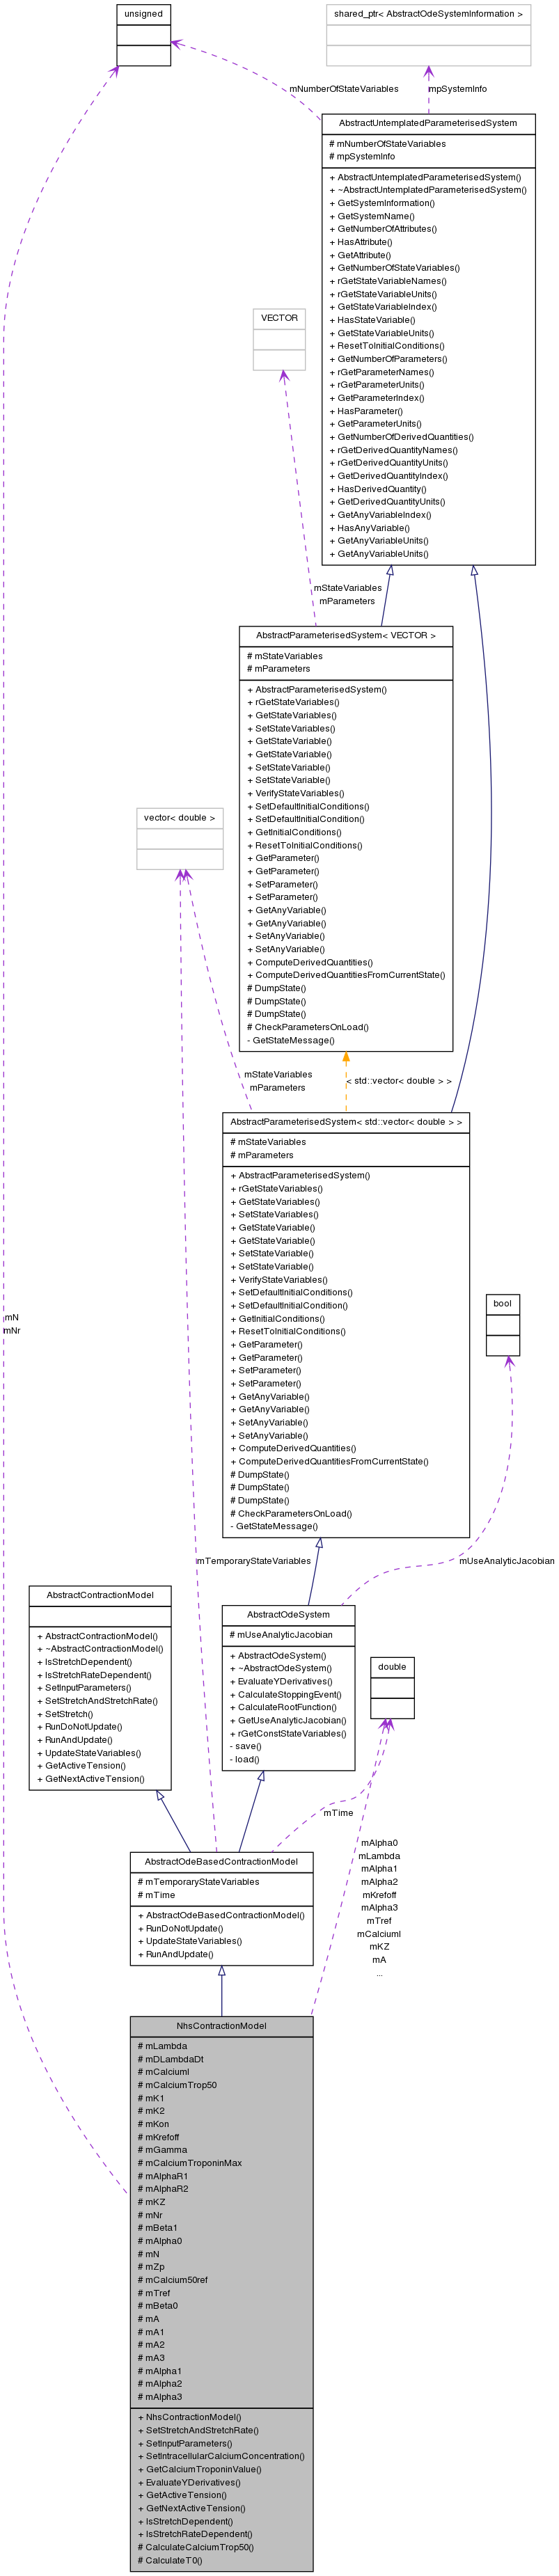 unsigned
shared_ptr< AbstractOdeSystemInformation >
mNumberOfStateVariables
mpSystemInfo
AbstractUntemplatedParameterisedSystem
# mNumberOfStateVariables
# mpSystemInfo
+ AbstractUntemplatedParameterisedSystem()
+ ~AbstractUntemplatedParameterisedSystem()
+ GetSystemInformation()
+ GetSystemName()
+ GetNumberOfAttributes()
+ HasAttribute()
+ GetAttribute()
+ GetNumberOfStateVariables()
+ rGetStateVariableNames()
+ rGetStateVariableUnits()
+ GetStateVariableIndex()
+ HasStateVariable()
+ GetStateVariableUnits()
+ ResetToInitialConditions()
+ GetNumberOfParameters()
+ rGetParameterNames()
+ rGetParameterUnits()
+ GetParameterIndex()
+ HasParameter()
+ GetParameterUnits()
+ GetNumberOfDerivedQuantities()
+ rGetDerivedQuantityNames()
+ rGetDerivedQuantityUnits()
+ GetDerivedQuantityIndex()
+ HasDerivedQuantity()
+ GetDerivedQuantityUnits()
+ GetAnyVariableIndex()
+ HasAnyVariable()
+ GetAnyVariableUnits()
+ GetAnyVariableUnits()
VECTOR
mStateVariables
mParameters
AbstractParameterisedSystem< VECTOR >
# mStateVariables
# mParameters
+ AbstractParameterisedSystem()
+ rGetStateVariables()
+ GetStateVariables()
+ SetStateVariables()
+ GetStateVariable()
+ GetStateVariable()
+ SetStateVariable()
+ SetStateVariable()
+ VerifyStateVariables()
+ SetDefaultInitialConditions()
+ SetDefaultInitialCondition()
+ GetInitialConditions()
+ ResetToInitialConditions()
+ GetParameter()
+ GetParameter()
+ SetParameter()
+ SetParameter()
+ GetAnyVariable()
+ GetAnyVariable()
+ SetAnyVariable()
+ SetAnyVariable()
+ ComputeDerivedQuantities()
+ ComputeDerivedQuantitiesFromCurrentState()
# DumpState()
# DumpState()
# DumpState()
# CheckParametersOnLoad()
- GetStateMessage()
vector< double >
mStateVariables
mParameters
< std::vector< double > >
AbstractParameterisedSystem< std::vector< double > >
# mStateVariables
# mParameters
+ AbstractParameterisedSystem()
+ rGetStateVariables()
+ GetStateVariables()
+ SetStateVariables()
+ GetStateVariable()
+ GetStateVariable()
+ SetStateVariable()
+ SetStateVariable()
+ VerifyStateVariables()
+ SetDefaultInitialConditions()
+ SetDefaultInitialCondition()
+ GetInitialConditions()
+ ResetToInitialConditions()
+ GetParameter()
+ GetParameter()
+ SetParameter()
+ SetParameter()
+ GetAnyVariable()
+ GetAnyVariable()
+ SetAnyVariable()
+ SetAnyVariable()
+ ComputeDerivedQuantities()
+ ComputeDerivedQuantitiesFromCurrentState()
# DumpState()
# DumpState()
# DumpState()
# CheckParametersOnLoad()
- GetStateMessage()
bool
mN
mNr
mTemporaryStateVariables
mUseAnalyticJacobian
AbstractContractionModel
+ AbstractContractionModel()
+ ~AbstractContractionModel()
+ IsStretchDependent()
+ IsStretchRateDependent()
+ SetInputParameters()
+ SetStretchAndStretchRate()
+ SetStretch()
+ RunDoNotUpdate()
+ RunAndUpdate()
+ UpdateStateVariables()
+ GetActiveTension()
+ GetNextActiveTension()
AbstractOdeSystem
# mUseAnalyticJacobian
+ AbstractOdeSystem()
+ ~AbstractOdeSystem()
+ EvaluateYDerivatives()
+ CalculateStoppingEvent()
+ CalculateRootFunction()
+ GetUseAnalyticJacobian()
+ rGetConstStateVariables()
- save()
- load()
double
mTime
AbstractOdeBasedContractionModel
# mTemporaryStateVariables
# mTime
+ AbstractOdeBasedContractionModel()
+ RunDoNotUpdate()
+ UpdateStateVariables()
+ RunAndUpdate()
mAlpha0
mLambda
mAlpha1
mAlpha2
mKrefoff
mAlpha3
mTref
mCalciumI
mKZ
mA
...
NhsContractionModel
# mLambda
# mDLambdaDt
# mCalciumI
# mCalciumTrop50
# mK1
# mK2
# mKon
# mKrefoff
# mGamma
# mCalciumTroponinMax
# mAlphaR1
# mAlphaR2
# mKZ
# mNr
# mBeta1
# mAlpha0
# mN
# mZp
# mCalcium50ref
# mTref
# mBeta0
# mA
# mA1
# mA2
# mA3
# mAlpha1
# mAlpha2
# mAlpha3
+ NhsContractionModel()
+ SetStretchAndStretchRate()
+ SetInputParameters()
+ SetIntracellularCalciumConcentration()
+ GetCalciumTroponinValue()
+ EvaluateYDerivatives()
+ GetActiveTension()
+ GetNextActiveTension()
+ IsStretchDependent()
+ IsStretchRateDependent()
# CalculateCalciumTrop50()
# CalculateT0()